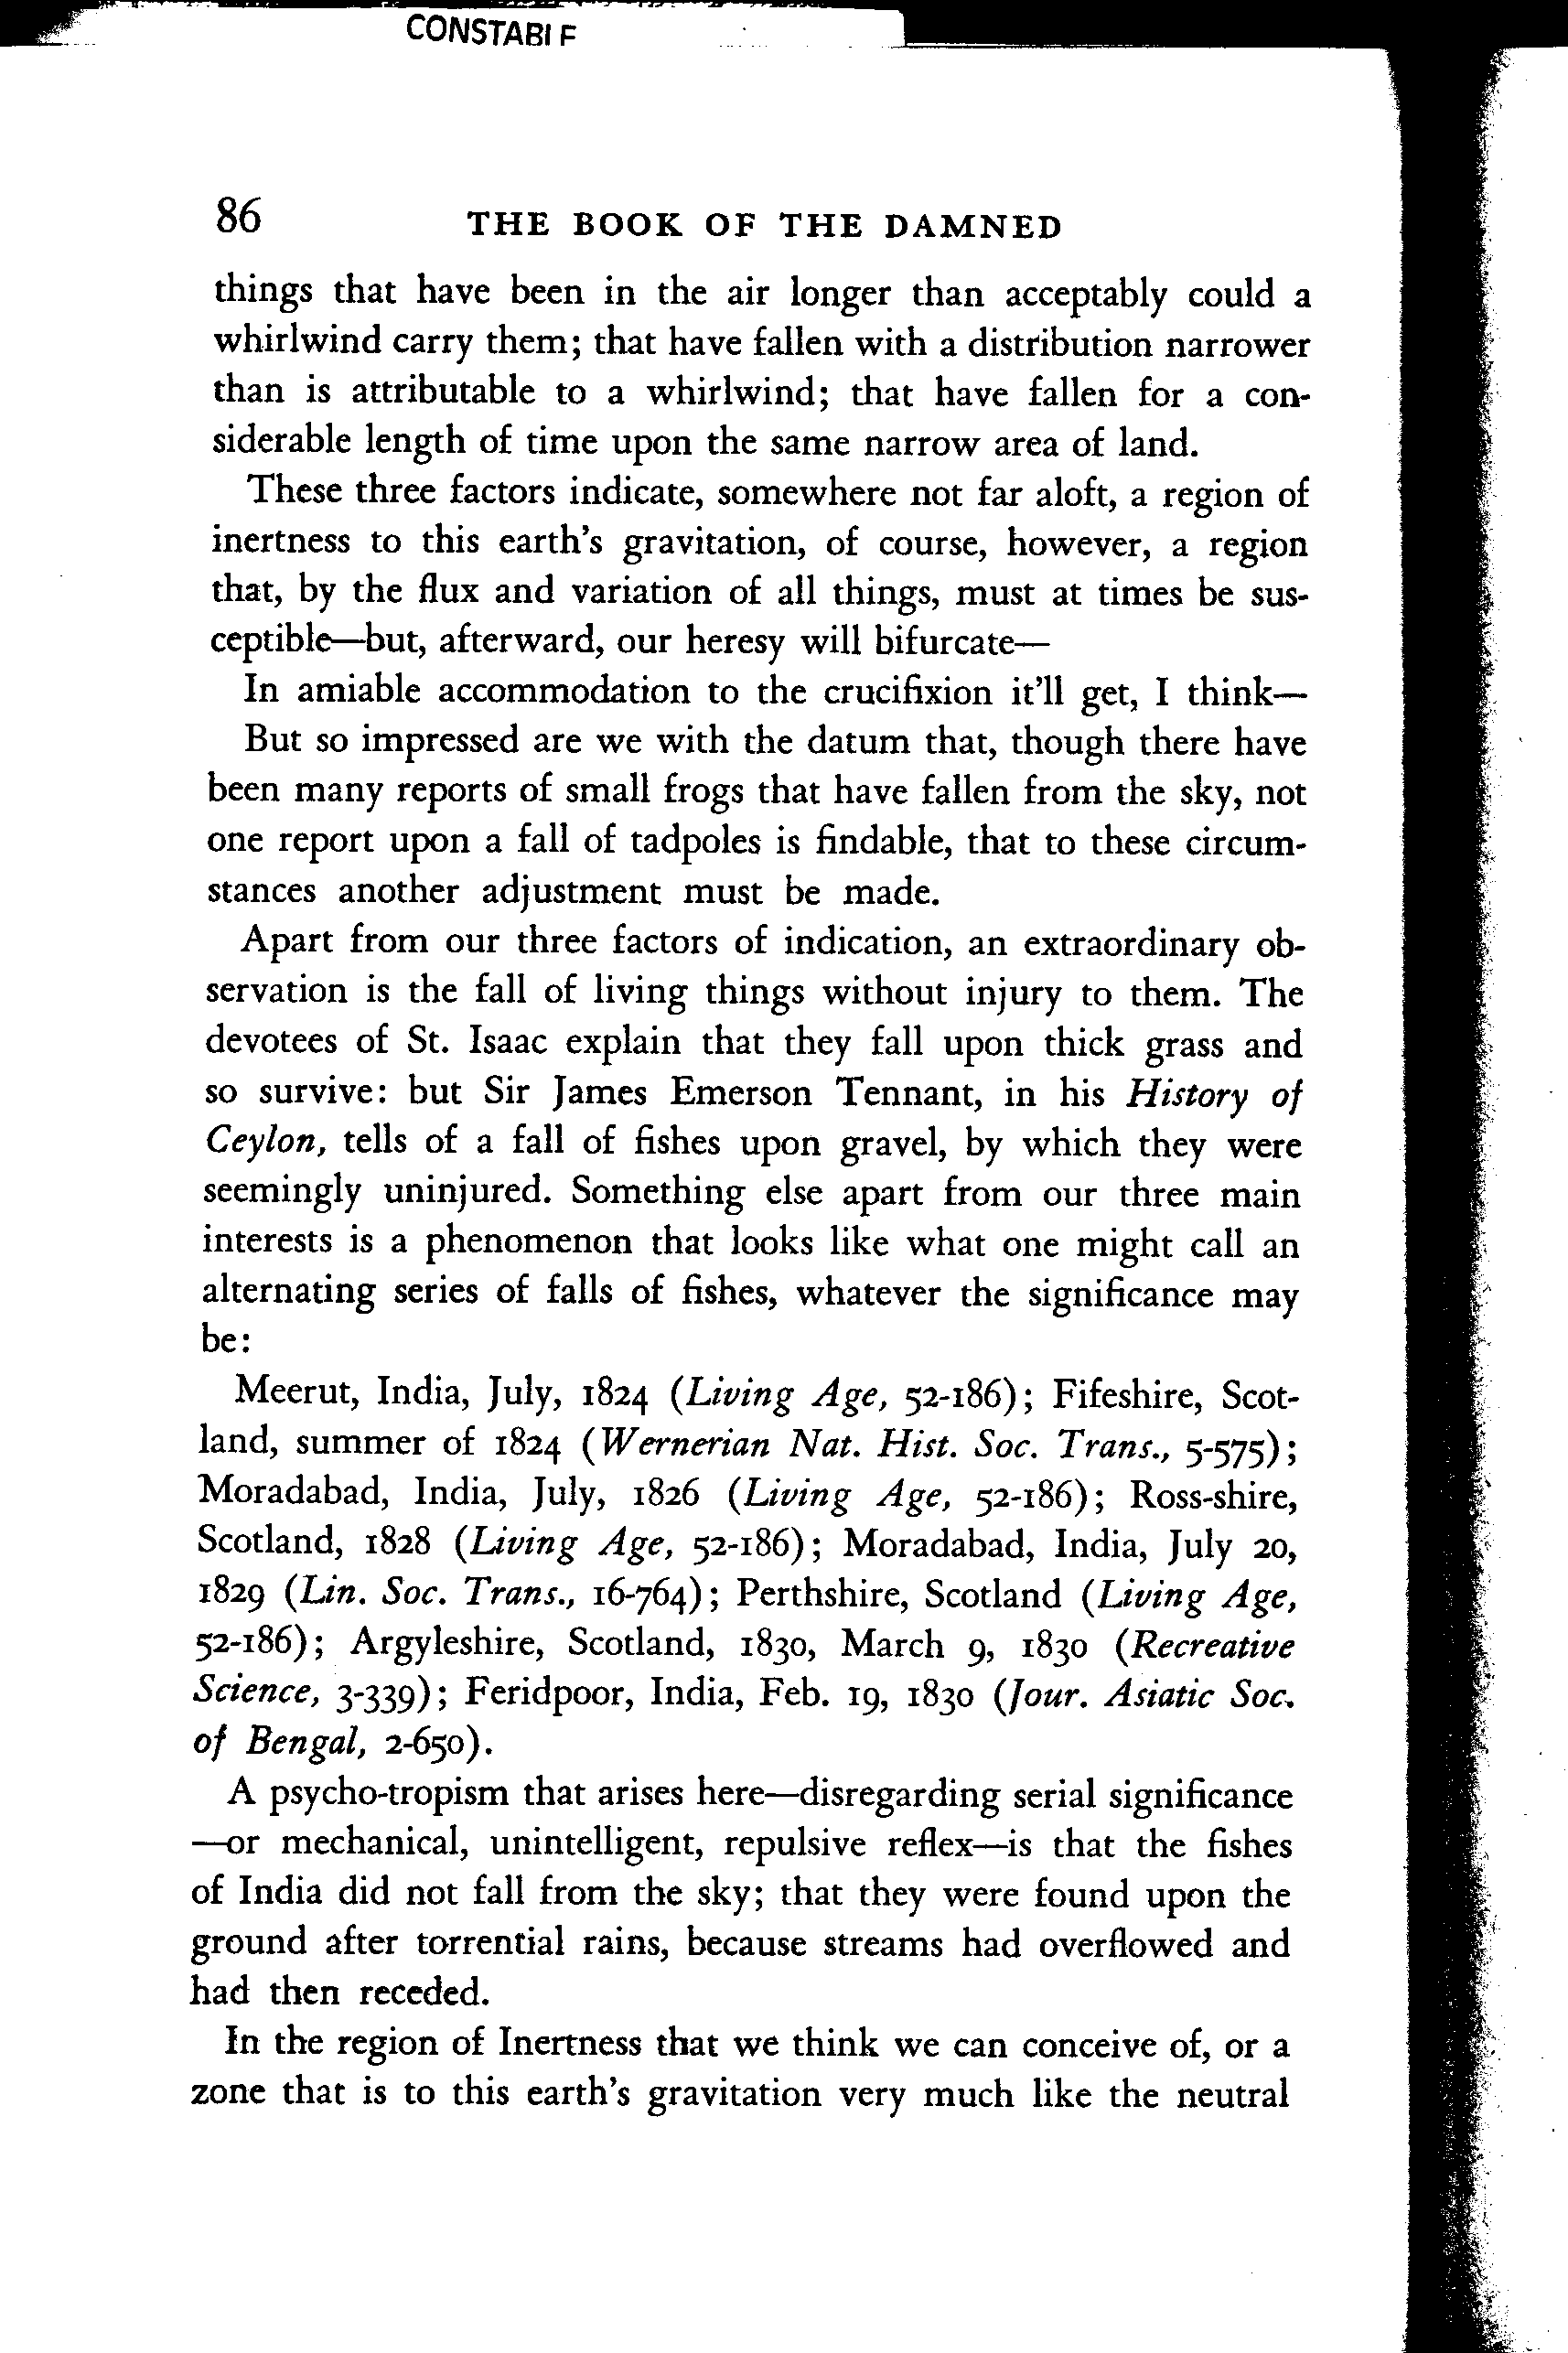 CONSTABLE
86 THE BOOK OF THE DAMNED
things that have been in the air longer than acceptably could a
whirlwind carry them; that have fallen with a distribution narrower
than is attributable to a whirlwind; that have fallen for a con-
siderable length of time upon the same narrow area of land.
These three factors indicate, somewhere not far aloft, a region of
inertness to this earth's gravitation, of course, however, a region
that, by the flux and variation of all things, must at times be sus-
ceptible—but, afterward, our heresy will bifurcate—
In amiable accommodation to the crucifixion it'll get, I think—
But so impressed are we with the datum that, though there have
been many reports of small frogs that have fallen from the sky, not
one report upon a fall of tadpoles is findable, that to these circum-
stances another adjustment must be made.
Apart from our three factors of indication, an extraordinary ob-
servation is the fall of living things without injury to them. The
devotees of St. Isaac explain that they fall upon thick grass and
so survive: but Sir James Emerson Tennant, in his History of
Ceylon, tells of a fall of fishes upon gravel, by which they were
seemingly uninjured. Something else apart from our three main
interests is a phenomenon that looks like what one might call an
alternating series of falls of fishes, whatever the significance may
be:
Meerut, India, July, 1824 (Living Age, 52-186); Fifeshire, Scot-
land, summer of 1824 (Wernerian Nat. Hist. Soc. Trans., 5-575);
Moradabad, India, July, 1826 (Living Age, 52-186); Ross-shire,
Scotland, 1828 (Living Age, 52-186); Moradabad, India, July 20,
1829 (Lin. Soc. Trans., 16-764); Perthshire, Scotland (Living Age,
52-186); Argyleshire, Scotland, 1830, March 9, 1830 (Recreative
Science, 3-339); Feridpoor, India, Feb. 19, 1830 (Jour. Asiatic Soc.
of Bengal, 2-650).
A psycho-tropism that arises here—disregarding serial significance
—or mechanical, unintelligent, repulsive reflex—is that the fishes
of India did not fall from the sky; that they were found upon the
ground after torrential rains, because streams had overflowed and
had then receded.
In the region of Inertness that we think we can conceive of, or a
zone that is to this earth's gravitation very much like the neutral